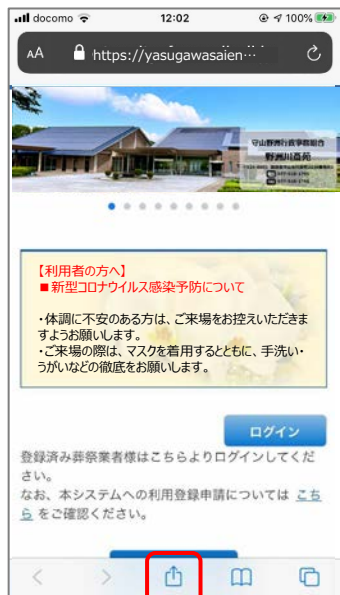 docomo 12:02 100%
AA https://yasugawasaien…
守山野洲行政事務組合
野洲川斎苑
【利用者の方へ】
■新型コロナウイルス感染予防について
・体調に不安のある方は、ご来場をお控えいただきま
すようお願いします。
・ご来場の際は、マスクを着用するとともに、手洗い・
うがいなどの徹底をお願いします。
ログイン
登録済み葬祭業者様はこちらよりログインしてくだ
さい。
なお、本システムへの利用登録申請については こち
ら をご確認ください。